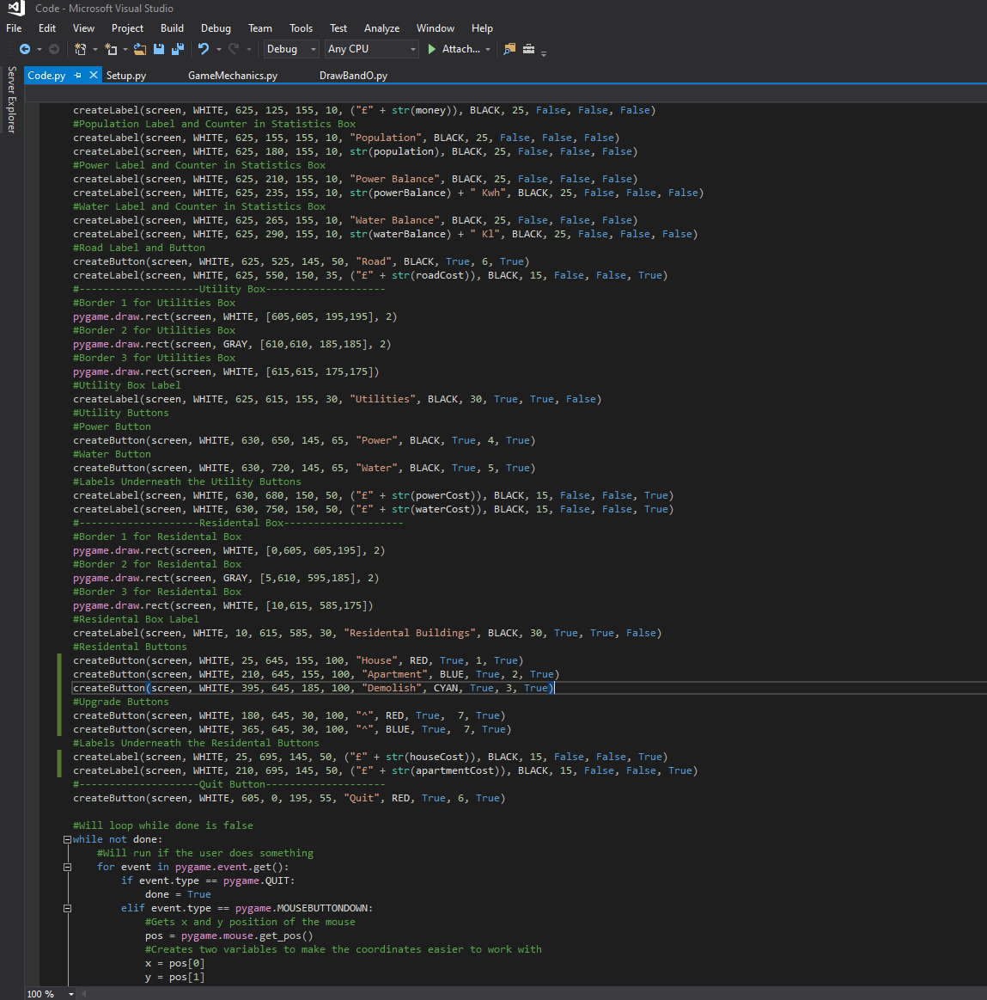 Code - Microsoft Visual Studio
File Edit View Project Build Debug Team Tools Test Analyze Window Help
Debug Any CPU Attach...
Server Explorer
Code.py Setup.py GameMechanics.py DrawBandO.py
createLabel(screen, WHITE, 625, 125, 155, 10, ("£" + str(money)), BLACK, 25, False, False, False)
#Population Label and Counter in Statistics Box
createLabel(screen, WHITE, 625, 155, 155, 10, "Population", BLACK, 25, False, False, False)
createLabel(screen, WHITE, 625, 180, 155, 10, str(population), BLACK, 25, False, False, False)
#Power Label and Counter in Statistics Box
createLabel(screen, WHITE, 625, 210, 155, 10, "Power Balance", BLACK, 25, False, False, False)
createLabel(screen, WHITE, 625, 235, 155, 10, str(powerBalance) + " Kwh", BLACK, 25, False, False, False)
#Water Label and Counter in Statistics Box
createLabel(screen, WHITE, 625, 265, 155, 10, "Water Balance", BLACK, 25, False, False, False)
createLabel(screen, WHITE, 625, 290, 155, 10, str(waterBalance) + " Kl", BLACK, 25, False, False, False)
#Road Label and Button
createButton(screen, WHITE, 625, 525, 145, 50, "Road", BLACK, True, 6, True)
createLabel(screen, WHITE, 625, 550, 150, 35, ("£" + str(roadCost)), BLACK, 15, False, False, True)
#--------------------Utility Box--------------------
#Border 1 for Utilities Box
pygame.draw.rect(screen, WHITE, [605,605, 195,195], 2)
#Border 2 for Utilities Box
pygame.draw.rect(screen, GRAY, [610,610, 185,185], 2)
#Border 3 for Utilities Box
pygame.draw.rect(screen, WHITE, [615,615, 175,175])
#Utility Box Label
createLabel(screen, WHITE, 625, 615, 155, 30, "Utilities", BLACK, 30, True, True, False)
#Utility Buttons
#Power Button
createButton(screen, WHITE, 630, 650, 145, 65, "Power", BLACK, True, 4, True)
#Water Button
createButton(screen, WHITE, 630, 720, 145, 65, "Water", BLACK, True, 5, True)
#Labels Underneath the Utility Buttons
createLabel(screen, WHITE, 630, 680, 150, 50, ("£" + str(powerCost)), BLACK, 15, False, False, True)
createLabel(screen, WHITE, 630, 750, 150, 50, ("£" + str(waterCost)), BLACK, 15, False, False, True)
#--------------------Residental Box--------------------
#Border 1 for Residental Box
pygame.draw.rect(screen, WHITE, [0,605, 605,195], 2)
#Border 2 for Residental Box
pygame.draw.rect(screen, GRAY, [5,610, 595,185], 2)
#Border 3 for Residental Box
pygame.draw.rect(screen, WHITE, [10,615, 585,175])
#Residental Box Label
createLabel(screen, WHITE, 10, 615, 585, 30, "Residental Buildings", BLACK, 30, True, True, False)
#Residental Buttons
createButton(screen, WHITE, 25, 645, 155, 100, "House", RED, True, 1, True)
createButton(screen, WHITE, 210, 645, 155, 100, "Apartment", BLUE, True, 2, True)
createButton(screen, WHITE, 395, 645, 185, 100, "Demolish", CYAN, True, 3, True)
#Upgrade Buttons
createButton(screen, WHITE, 180, 645, 30, 100, "^", RED, True,  7, True)
createButton(screen, WHITE, 365, 645, 30, 100, "^", BLUE, True,  7, True)
#Labels Underneath the Residental Buttons
createLabel(screen, WHITE, 25, 695, 145, 50, ("£" + str(houseCost)), BLACK, 15, False, False, True)
createLabel(screen, WHITE, 210, 695, 145, 50, ("£" + str(apartmentCost)), BLACK, 15, False, False, True)
#--------------------Quit Button--------------------
createButton(screen, WHITE, 605, 0, 195, 55, "Quit", RED, True, 6, True)
#Will loop while done is false
while not done:
#Will run if the user does something
for event in pygame.event.get():
if event.type == pygame.QUIT:
done = True
elif event.type == pygame.MOUSEBUTTONDOWN:
#Gets x and y position of the mouse
pos = pygame.mouse.get_pos()
#Creates two variables to make the coordinates easier to work with
x = pos[0]
y = pos[1]
100 %